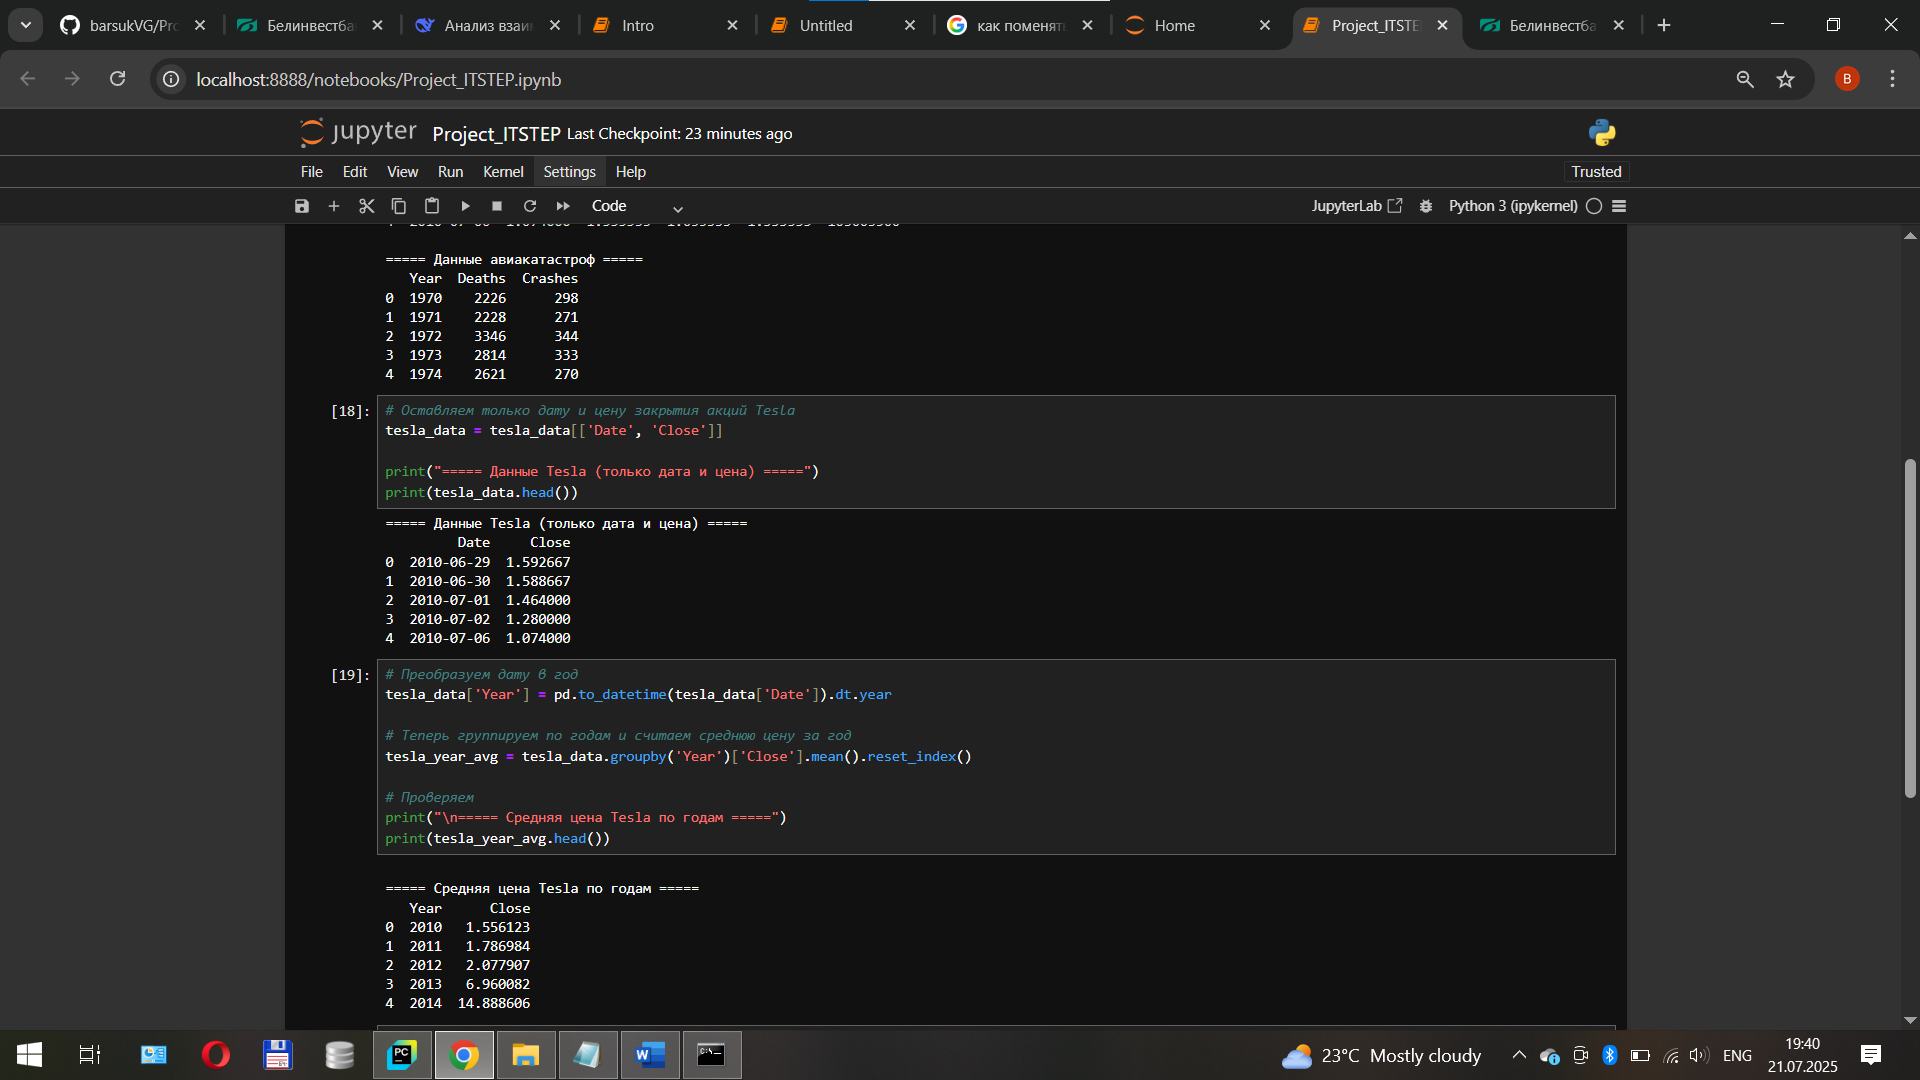 barsukVG/Pro
Белинвестба
Анализ взаи
Intro
Untitled
как поменят
Home
Project_ITSTE
Белинвестба
localhost:8888/notebooks/Project_ITSTEP.ipynb
B
jupyter Project_ITSTEP Last Checkpoint: 23 minutes ago
File Edit View Run Kernel Settings Help
Trusted
Code
JupyterLab
Python 3 (ipykernel)
===== Данные авиакатастроф =====
Year Deaths Crashes
0 1970 2226 298
1 1971 2228 271
2 1972 3346 344
3 1973 2814 333
4 1974 2621 270
[18]:
# Оставляем только дату и цену закрытия акций Tesla
tesla_data = tesla_data[['Date', 'Close']]
print("===== Данные Tesla (только дата и цена) =====")
print(tesla_data.head())
===== Данные Tesla (только дата и цена) =====
Date Close
0 2010-06-29 1.592667
1 2010-06-30 1.588667
2 2010-07-01 1.464000
3 2010-07-02 1.280000
4 2010-07-06 1.074000
[19]:
# Преобразуем дату в год
tesla_data['Year'] = pd.to_datetime(tesla_data['Date']).dt.year
# Теперь группируем по годам и считаем среднюю цену за год
tesla_year_avg = tesla_data.groupby('Year')['Close'].mean().reset_index()
# Проверяем
print("\n===== Средняя цена Tesla по годам =====")
print(tesla_year_avg.head())
===== Средняя цена Tesla по годам =====
Year Close
0 2010 1.556123
1 2011 1.786984
2 2012 2.077907
3 2013 6.960082
4 2014 14.888606
23°C Mostly cloudy
ENG
19:40
21.07.2025